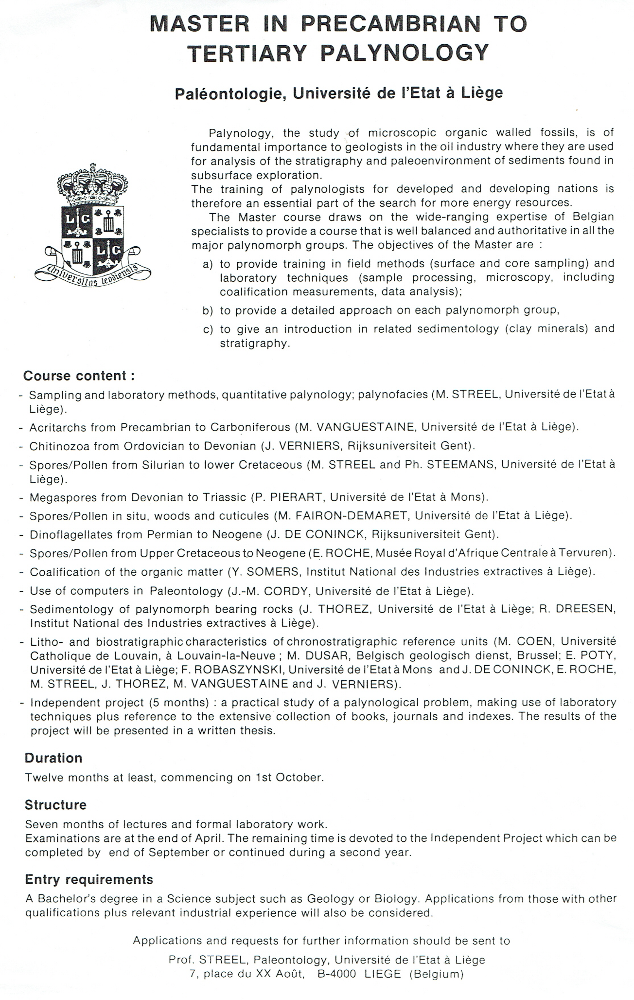 MASTER IN PRECAMBRIAN TO
TERTIARY PALYNOLOGY
Paléontologie, Université de l'Etat à Liège
Palynology, the study of microscopic organic walled fossils, is of
fundamental importance to geologists in the oil industry where they are used
for analysis of the stratigraphy and paleoenvironment of sediments found in
subsurface exploration.
The training of palynologists for developed and developing nations is
therefore an essential part of the search for more energy resources.
The Master course draws on the wide-ranging expertise of Belgian
specialists to provide a course that is well balanced and authoritative in all the
major palynomorph groups. The objectives of the Master are :
a) to provide training in field methods (surface and core sampling) and
laboratory techniques (sample processing, microscopy, including
coalification measurements, data analysis);
b) to provide a detailed approach on each palynomorph group,
c) to give an introduction in related sedimentology (clay minerals) and
stratigraphy.
L G
L G
Universitas leodiensis
Course content :
- Sampling and laboratory methods, quantitative palynology; palynofacies (M. STREEL, Université de l'Etat à
Liège).
- Acritarchs from Precambrian to Carboniferous (M. VANGUESTAINE, Université de l'Etat à Liège).
- Chitinozoa from Ordovician to Devonian (J. VERNIERS, Rijksuniversiteit Gent).
- Spores/Pollen from Silurian to lower Cretaceous (M. STREEL and Ph. STEEMANS, Université de l'Etat à
Liège).
- Megaspores from Devonian to Triassic (P. PIERART, Université de l'Etat à Mons).
- Spores/Pollen in situ, woods and cuticules (M. FAIRON-DEMARET, Université de l'Etat à Liège).
- Dinoflagellates from Permian to Neogene (J. DE CONINCK, Rijksuniversiteit Gent).
- Spores/Pollen from Upper Cretaceous to Neogene (E. ROCHE, Musée Royal d'Afrique Centrale à Tervuren).
- Coalification of the organic matter (Y. SOMERS, Institut National des Industries extractives à Liège).
- Use of computers in Paleontology (J.-M. CORDY, Université de l'Etat à Liège).
- Sedimentology of palynomorph bearing rocks (J. THOREZ, Université de l'Etat à Liège; R. DREESEN,
Institut National des Industries extractives à Liège).
- Litho- and biostratigraphic characteristics of chronostratigraphic reference units (M. COEN, Université
Catholique de Louvain, à Louvain-la-Neuve ; M. DUSAR, Belgisch geologisch dienst, Brussel; E. POTY,
Université de l'Etat à Liège; F. ROBASZYNSKI, Université de l'Etat à Mons and J. DE CONINCK, E. ROCHE,
M. STREEL, J. THOREZ, M. VANGUESTAINE and J. VERNIERS).
- Independent project (5 months) : a practical study of a palynological problem, making use of laboratory
techniques plus reference to the extensive collection of books, journals and indexes. The results of the
project will be presented in a written thesis.
Duration
Twelve months at least, commencing on 1st October.
Structure
Seven months of lectures and formal laboratory work.
Examinations are at the end of April. The remaining time is devoted to the Independent Project which can be
completed by end of September or continued during a second year.
Entry requirements
A Bachelor's degree in a Science subject such as Geology or Biology. Applications from those with other
qualifications plus relevant industrial experience will also be considered.
Applications and requests for further information should be sent to
Prof. STREEL, Paleontology, Université de l'Etat à Liège
7, place du XX Août, B-4000 LIEGE (Belgium)